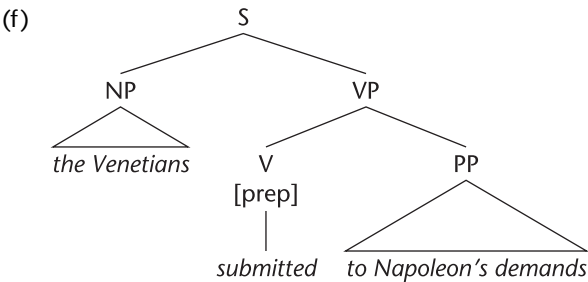 (f)
S
NP VP
the Venetians V PP
[prep]
submitted to Napoleon's demands